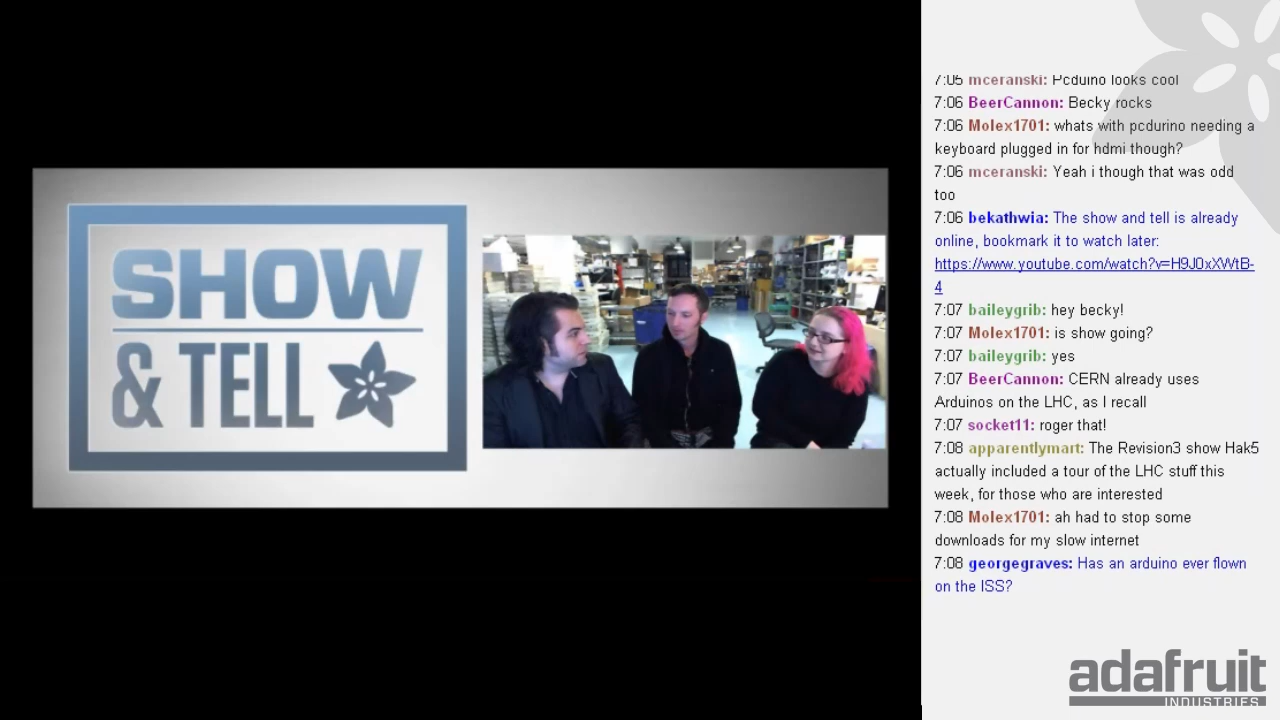 SHOW
& TELL
7:05 mceranski: Pcduino looks cool
7:06 BeerCannon: Becky rocks
7:06 Molex1701: whats with pcdurino needing a
keyboard plugged in for hdmi though?
7:06 mceranski: Yeah i though that was odd
too
7:06 bekathwia: The show and tell is already
online, bookmark it to watch later:
https://www.youtube.com/watch?v=H9J0xXWtB-
4
7:07 baileygrib: hey becky!
7:07 Molex1701: is show going?
7:07 baileygrib: yes
7:07 BeerCannon: CERN already uses
Arduinos on the LHC, as I recall
7:07 socket11: roger that!
7:08 apparentlymart: The Revision3 show Hak5
actually included a tour of the LHC stuff this
week, for those who are interested
7:08 Molex1701: ah had to stop some
downloads for my slow internet
7:08 georgegraves: Has an arduino ever flown
on the ISS?
adafruit
INDUSTRIES